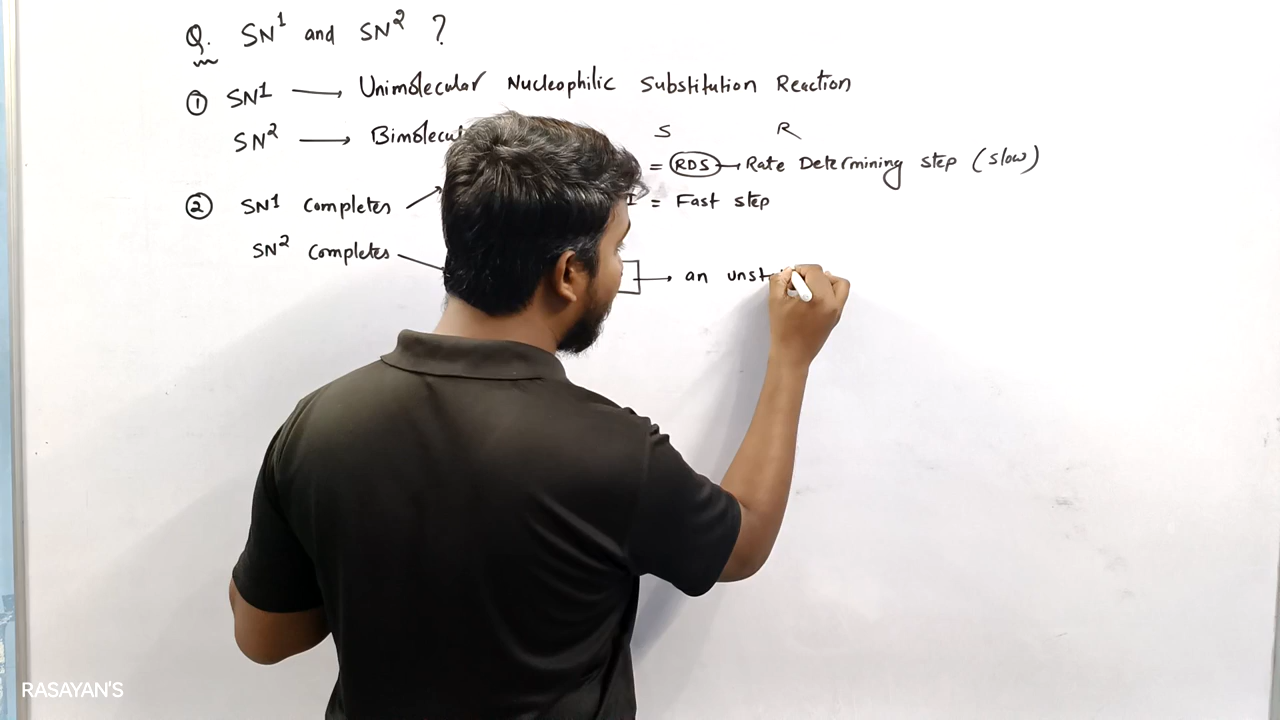 Q. SN1 and SN2 ?
① SN1 → Unimolecular Nucleophilic Substitution Reaction
SN2 → Bimolecul S R
= RDS → Rate Determining step (slow)
② SN1 Completes → I = Fast step
SN2 Completes → → an unst
RASAYAN'S